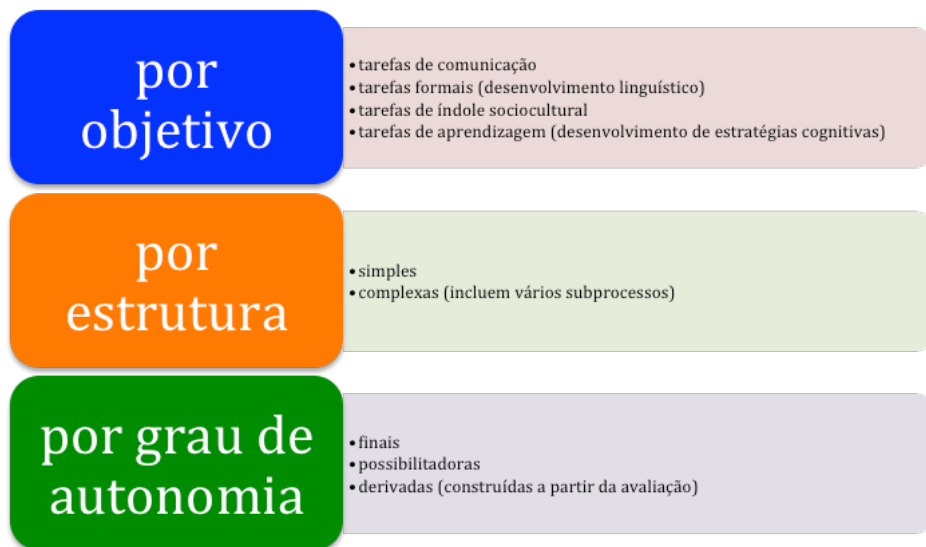 por
objetivo
•tarefas de comunicação
•tarefas formais (desenvolvimento linguístico)
•tarefas de índole sociocultural
•tarefas de aprendizagem (desenvolvimento de estratégias cognitivas)
por
estrutura
•simples
•complexas (incluem vários subprocessos)
por grau de
autonomia
•finais
•possibilitadoras
•derivadas (construídas a partir da avaliação)